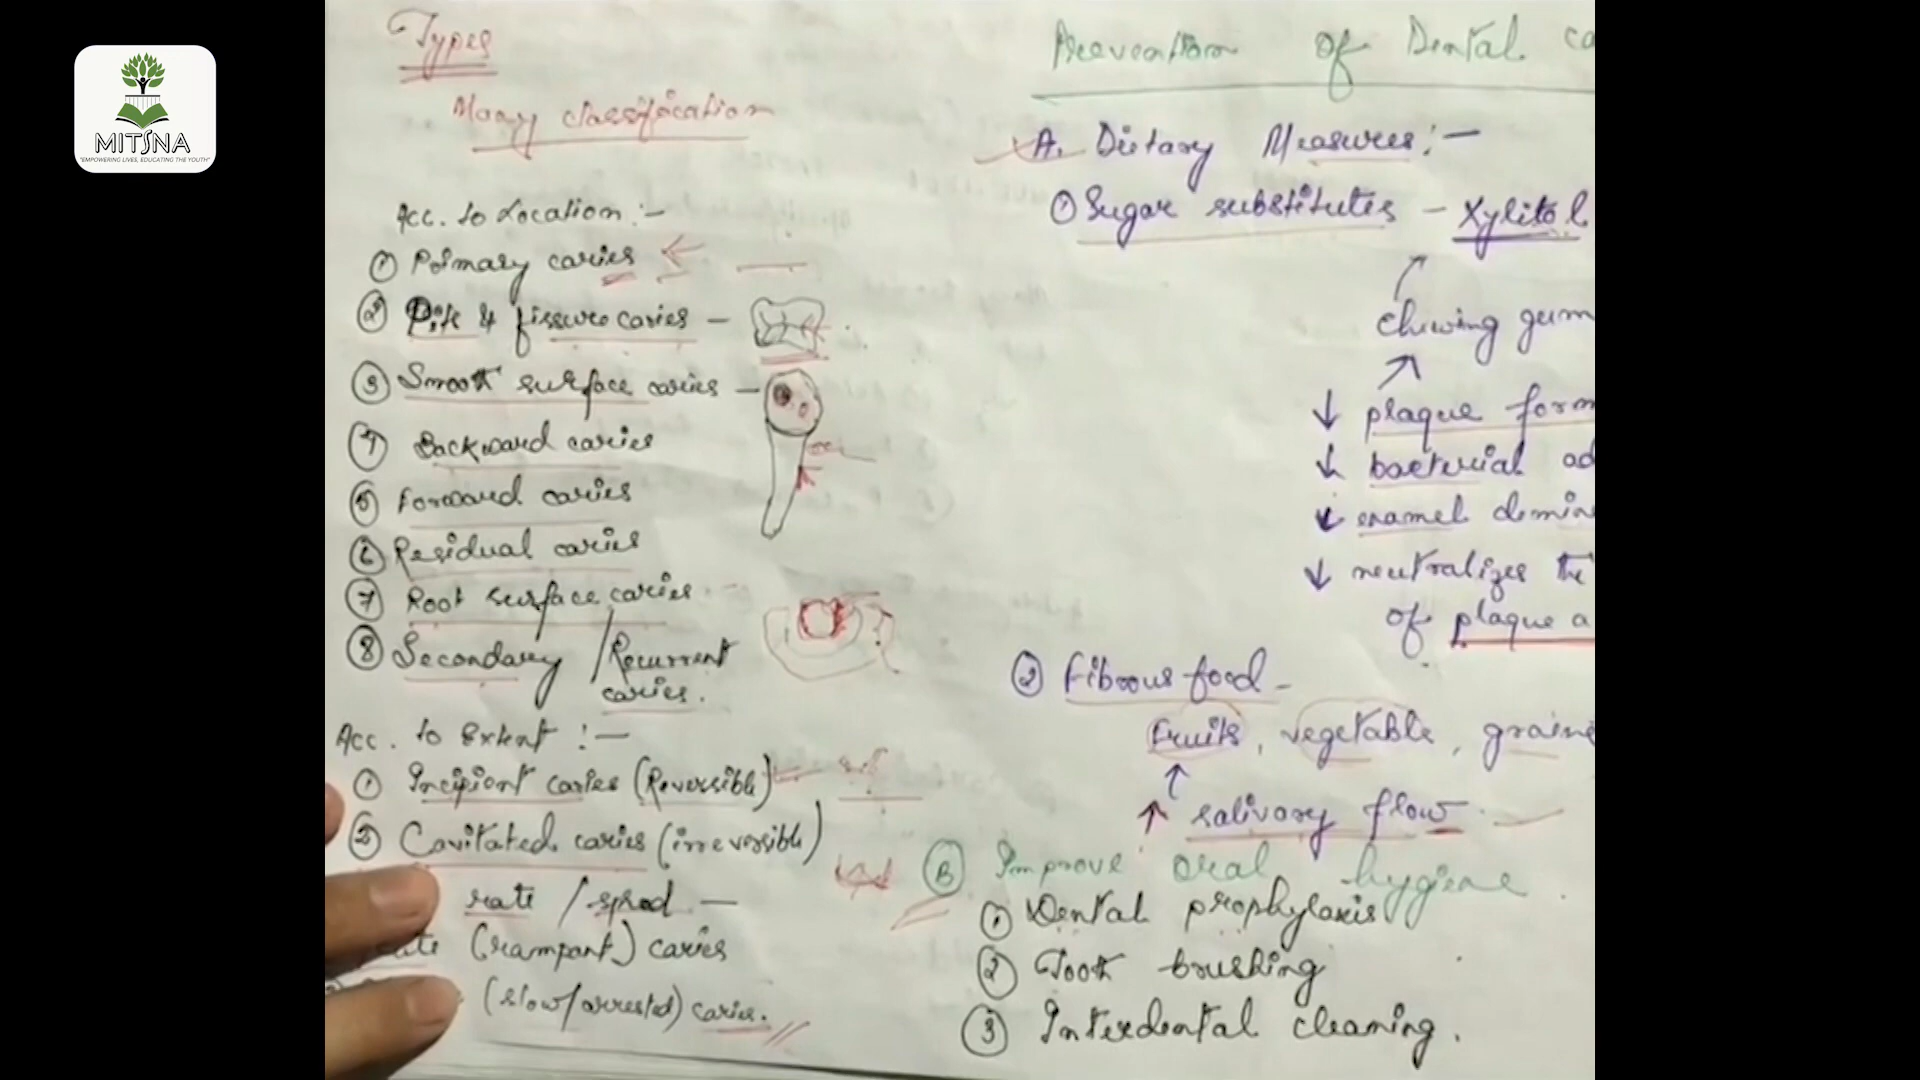 MITSNA
"EMPOWERING LIVES, EDUCATING THE YOUTH"
Types
Many classification
Acc. to Location :-
① Primary caries
② Pit & fissure caries -
③ Smooth surface caries -
④ Backward caries
⑤ Forward caries
⑥ Residual caries
⑦ Root surface caries
⑧ Secondary / Recurrent
caries.
Acc. to Extent :-
① Incipient caries (Reversible)
② Cavitated caries (irreversible)
rate / spred -
(rampant) caries
(slow/arrested) caries.
Prevention of Dental ca
A. Dietary Measures :-
① Sugar substitutes - Xylitol
chewing gum
↓ plaque form
↓ bacterial ad
↓ enamel demin
↓ neutralizes the
of plaque a
② Fibrous food -
Fruits, vegetable, grains
↑ salivary flow
Ⓑ Improve oral hygiene
① Dental prophylaxis
② Tooth brushing
③ Interdental cleaning.